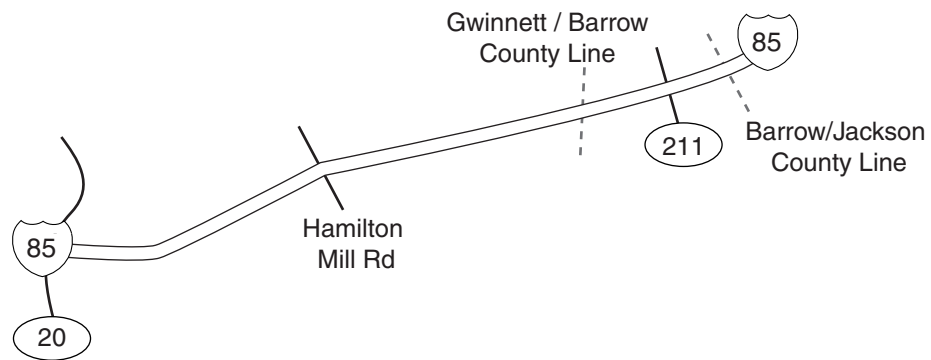 Gwinnett / Barrow
County Line
85
211
Barrow/Jackson
County Line
Hamilton
Mill Rd
85
20